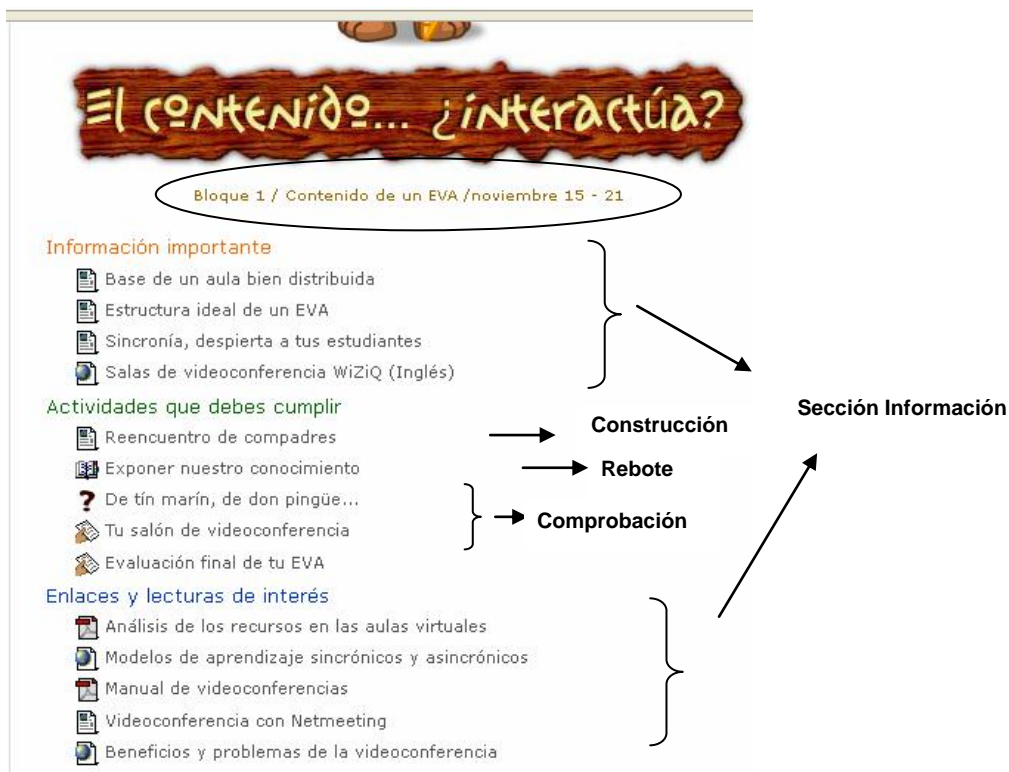 El contenido... ¿interactúa?
Bloque 1 / Contenido de un EVA /noviembre 15 - 21
Información importante
Base de un aula bien distribuida
Estructura ideal de un EVA
Sincronía, despierta a tus estudiantes
Salas de videoconferencia WiZiQ (Inglés)
Actividades que debes cumplir
Sección Información
Reencuentro de compadres
Construcción
Exponer nuestro conocimiento
Rebote
De tín marín, de don pingüe...
Tu salón de videoconferencia
Comprobación
Evaluación final de tu EVA
Enlaces y lecturas de interés
Análisis de los recursos en las aulas virtuales
Modelos de aprendizaje sincrónicos y asincrónicos
Manual de videoconferencias
Videoconferencia con Netmeeting
Beneficios y problemas de la videoconferencia